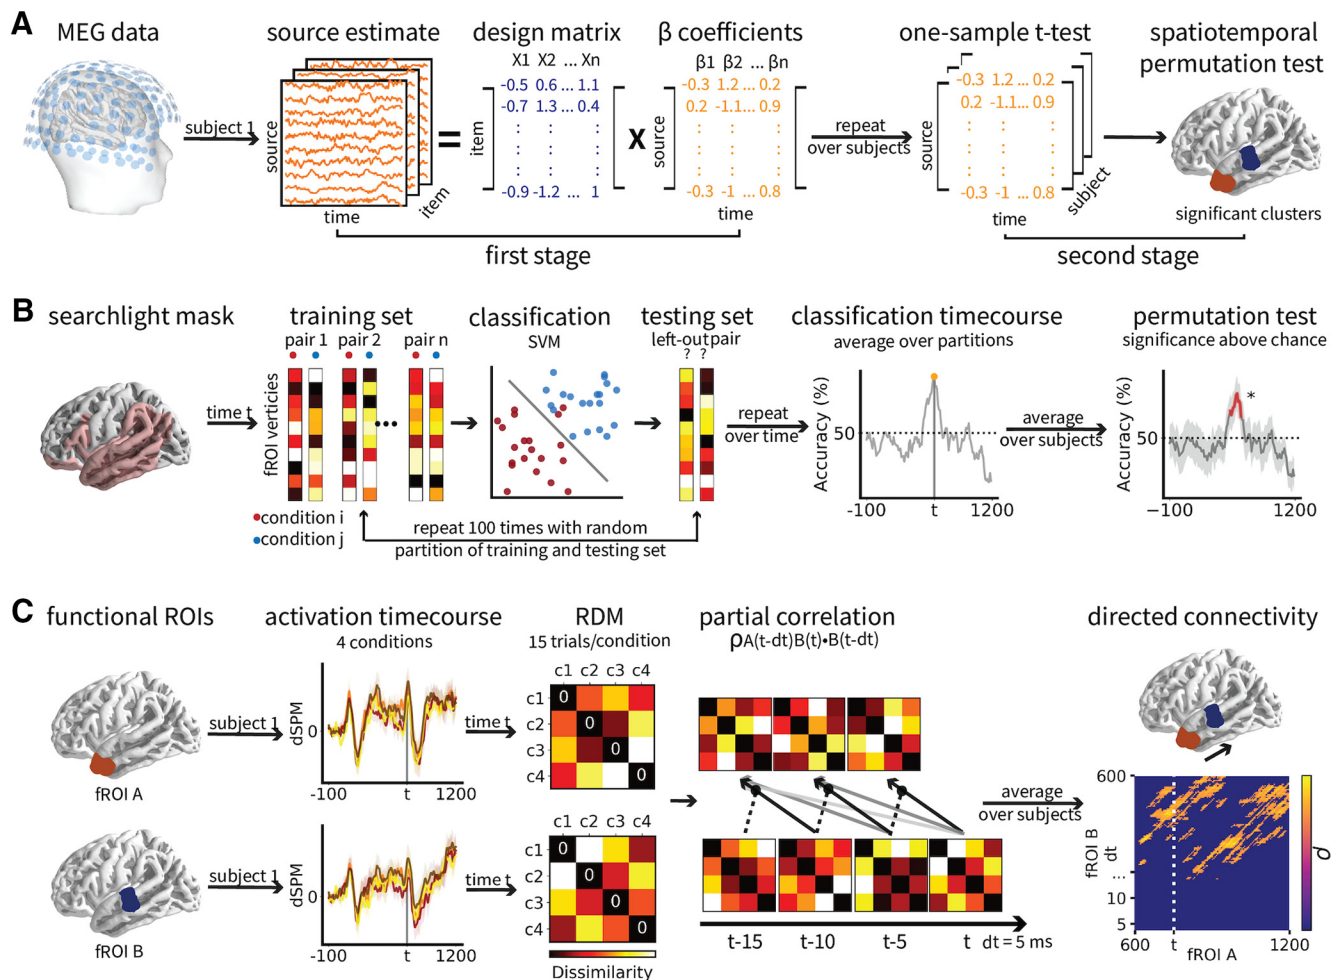 A
MEG data
source estimate
design matrix
β coefficients
one-sample t-test
spatiotemporal
permutation test
subject 1
source
time
item
=
item
X1 X2 ... Xn
-0.5 0.6 ... 1.1
-0.7 1.3 ... 0.4
: : :
: : :
-0.9 -1.2 ... 1
X
source
β1 β2 ... βn
-0.3 1.2 ... 0.2
0.2 -1.1... 0.9
: : :
: : :
-0.3 -1 ... 0.8
time
repeat
over subjects
source
-0.3 1.2 ... 0.2
0.2 -1.1... 0.9
: : :
: : :
-0.3 -1 ... 0.8
time
subject
significant clusters
first stage
second stage
B
searchlight mask
training set
classification
testing set
classification timecourse
permutation test
pair 1 pair 2 pair n
SVM
left-out pair
? ?
average over partitions
significance above chance
time t
fROI verticies
...
repeat
over time
Accuracy (%)
50
-100 t 1200
average
over subjects
Accuracy (%)
50
*
−100 1200
condition i
condition j
repeat 100 times with random
partition of training and testing set
C
functional ROIs
activation timecourse
RDM
partial correlation
directed connectivity
4 conditions
15 trials/condition
ρA(t-dt)B(t)•B(t-dt)
fROI A
subject 1
dSPM
0
-100 t 1200
time t
c1 c2 c3 c4
c1 0
c2 0
c3 0
c4 0
fROI B
subject 1
dSPM
0
-100 t 1200
time t
c1 c2 c3 c4
c1 0
c2 0
c3 0
c4 0
Dissimilarity
t-15 t-10 t-5 t dt = 5 ms
average
over subjects
600
fROI B
dt
...
10
5
600 t 1200
fROI A
ρ